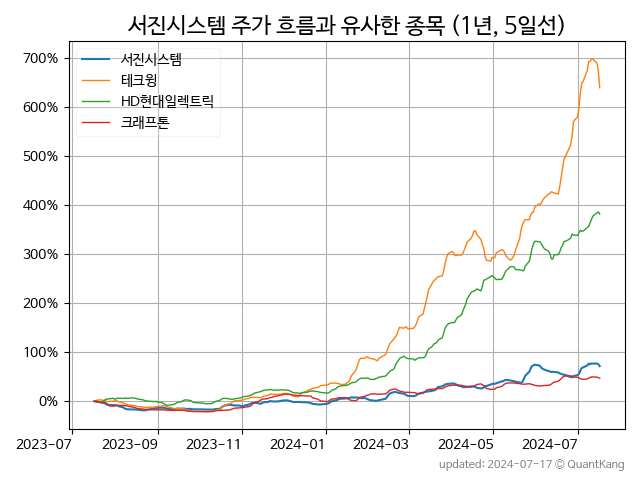 서진시스템 주가 흐름과 유사한 종목 (1년, 5일선)
700%
600%
500%
400%
300%
200%
100%
0%
서진시스템
테크윙
HD현대일렉트릭
크래프톤
2023-07
2023-09
2023-11
2024-01
2024-03
2024-05
2024-07
updated: 2024-07-17 © QuantKang